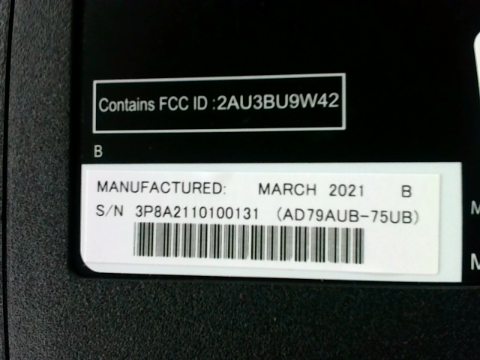 Contains FCC ID :2AU3BU9W42
B
MANUFACTURED: MARCH 2021 B
S/N 3P8A2110100131 (AD79AUB-75UB)
M
M